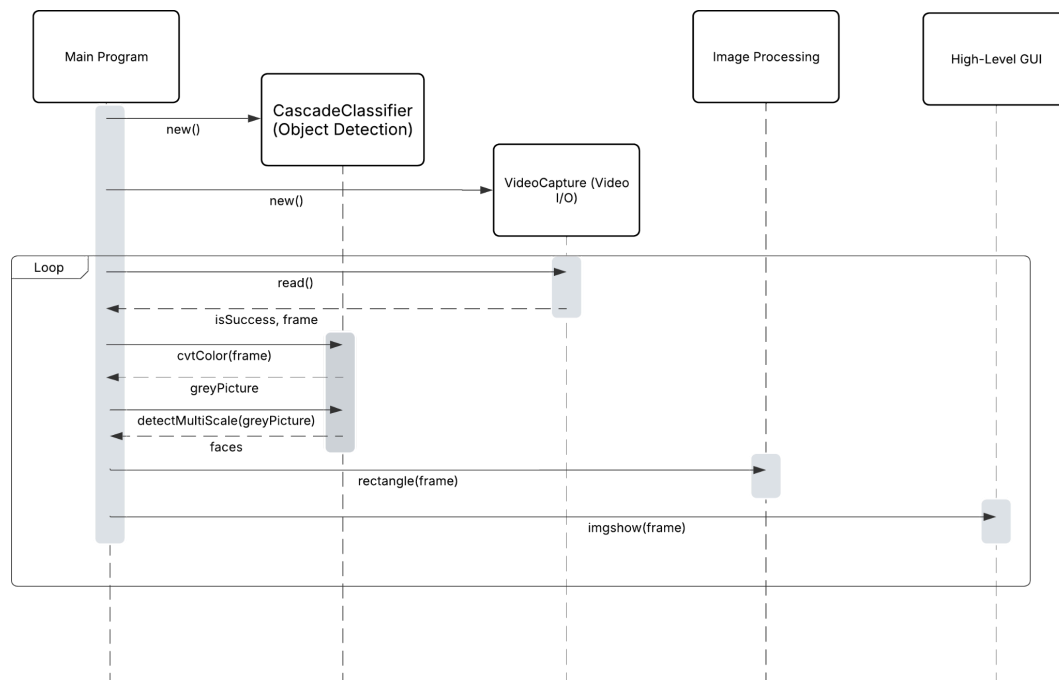 Main Program
Image Processing
High-Level GUI
CascadeClassifier
(Object Detection)
new()
VideoCapture (Video
I/O)
new()
Loop
read()
isSuccess, frame
cvtColor(frame)
greyPicture
detectMultiScale(greyPicture)
faces
rectangle(frame)
imgshow(frame)